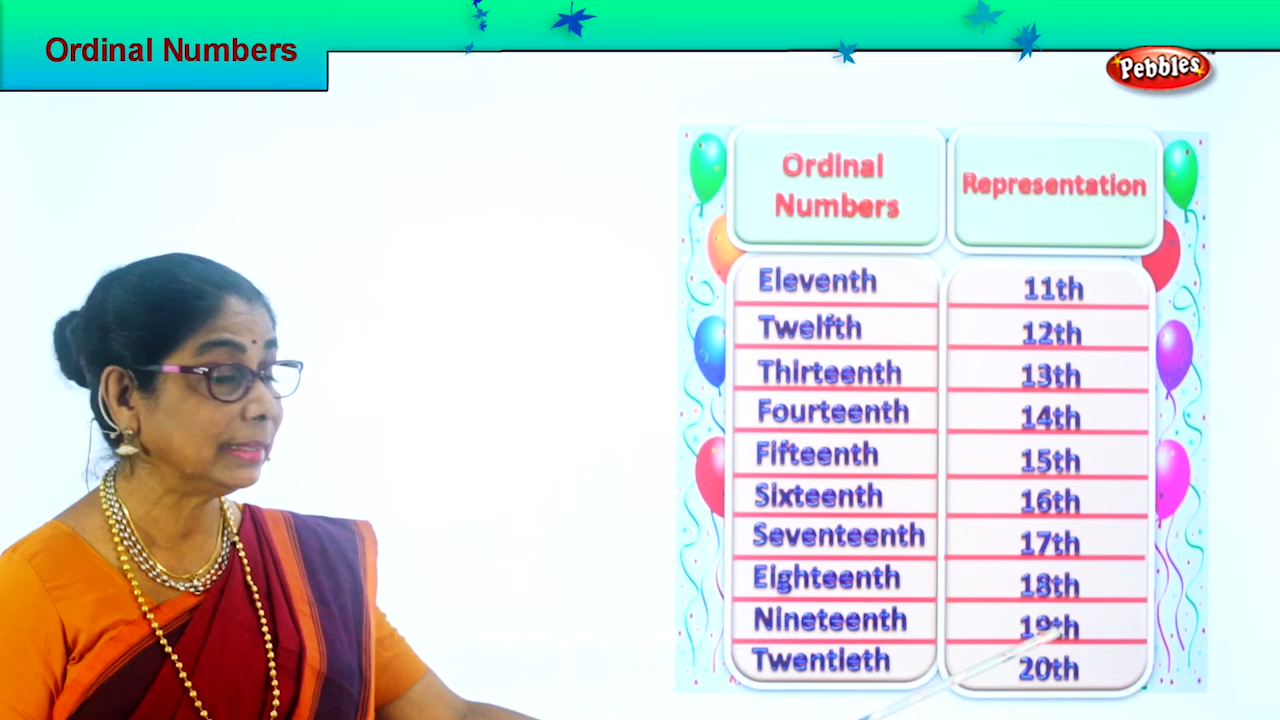 Ordinal Numbers
Pebbles
Ordinal
Numbers
Representation
Eleventh 11th
Twelfth 12th
Thirteenth 13th
Fourteenth 14th
Fifteenth 15th
Sixteenth 16th
Seventeenth 17th
Eighteenth 18th
Nineteenth 19th
Twentieth 20th